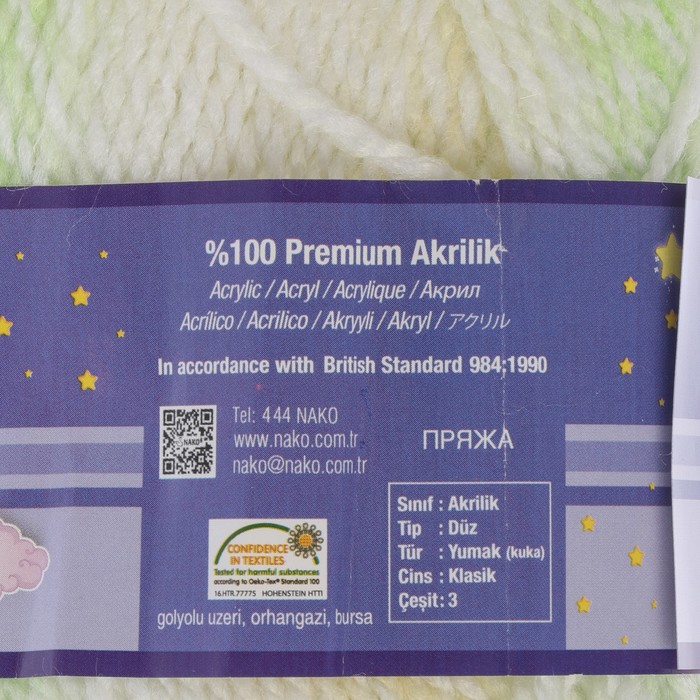 %100 Premium Akrilik
Acrylic / Acryl / Acrylique / Акрил
Acrílico / Acrilico / Akryyli / Akryl / アクリル
In accordance with British Standard 984;1990
NAKO
Tel: 444 NAKO
www.nako.com.tr
nako@nako.com.tr
ПРЯЖА
Sınıf : Akrilik
Tip : Düz
Tür : Yumak (kuka)
Cins : Klasik
Çeşit : 3
CONFIDENCE
IN TEXTILES
Tested for harmful substances
according to Oeko-Tex® Standard 100
16.HTR.77775 HOHENSTEIN HTTI
golyolu uzeri, orhangazi, bursa